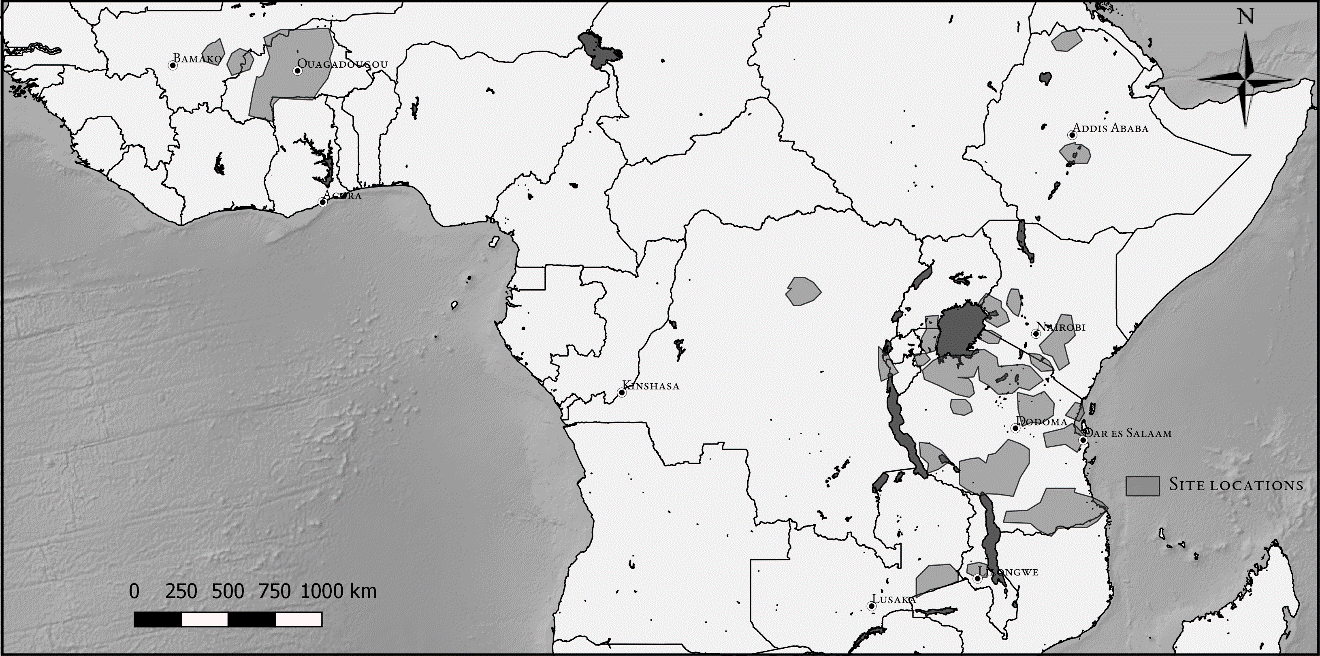 N
Bamako
Ouagadougou
Addis Ababa
Accra
Nairobi
Kinshasa
Dodoma
Dar es Salaam
Site locations
Lilongwe
Lusaka
0 250 500 750 1000 km